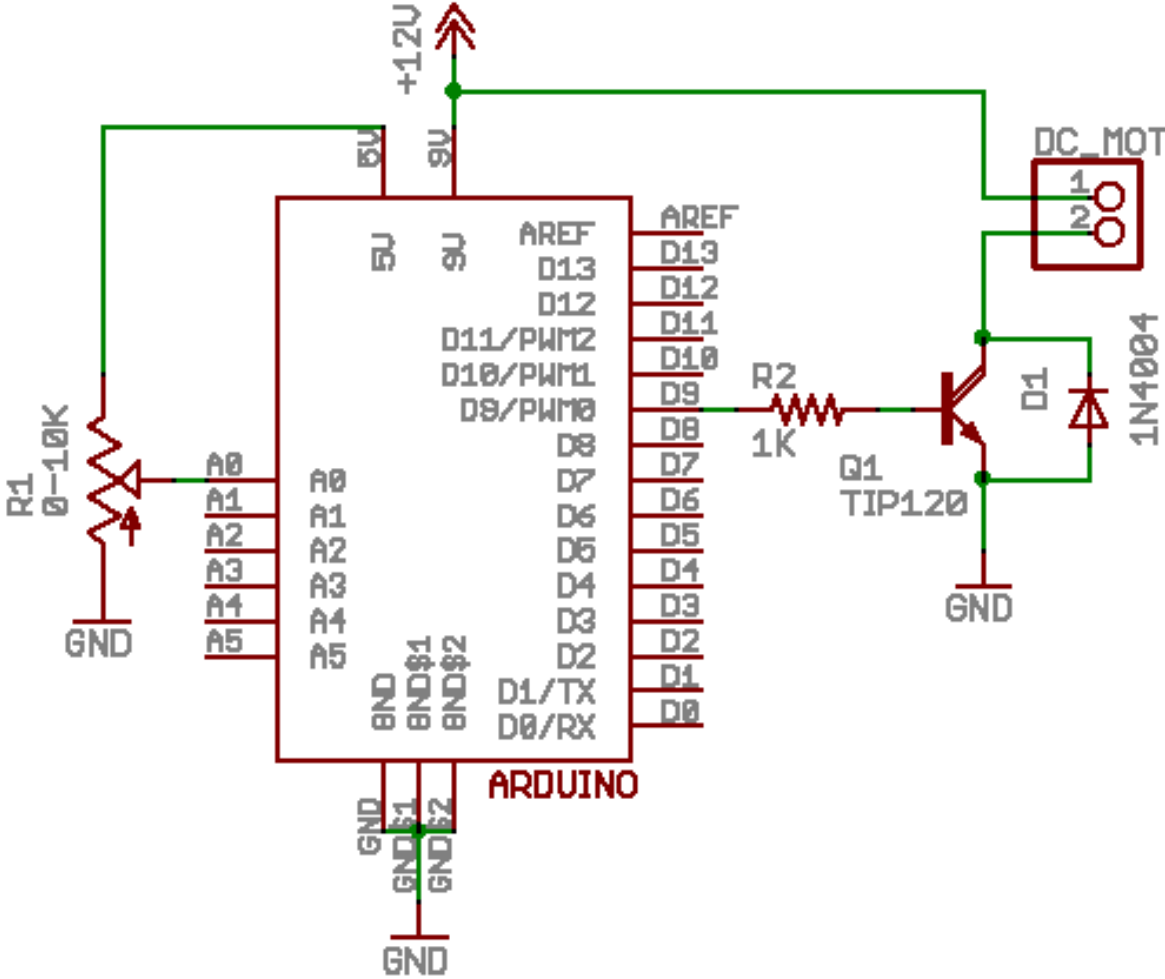 +12V
5V
9V
DC_MOT
1
2
5V
9V
AREF
AREF
D13
D13
D12
D12
D11/PWM2
D11
D10/PWM1
D10
D9/PWM0
D9
R2
1K
D8
D8
D7
D7
D6
D6
D5
D5
D4
D4
D3
D3
D2
D2
D1/TX
D1
D0/RX
D0
Q1
TIP120
D1
1N4004
GND
R1
0-10K
GND
A0
A0
A1
A1
A2
A2
A3
A3
A4
A4
A5
A5
GND
GND$1
GND$2
ARDUINO
GND
GND$1
GND$2
GND